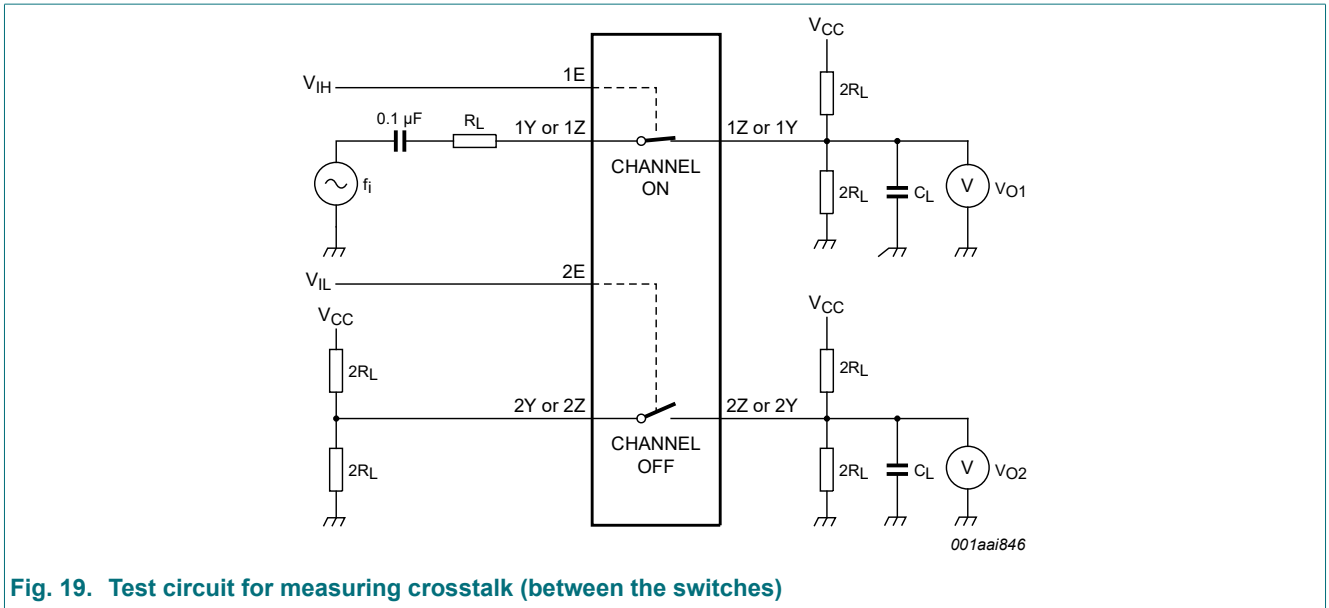 VCC
1E
VIH
2RL
0.1 µF
RL
1Y or 1Z
1Z or 1Y
CHANNEL
ON
fi
2RL
CL
V
VO1
2E
VIL
VCC
VCC
2RL
2RL
2Y or 2Z
2Z or 2Y
CHANNEL
OFF
2RL
2RL
CL
V
VO2
001aai846
Fig. 19. Test circuit for measuring crosstalk (between the switches)